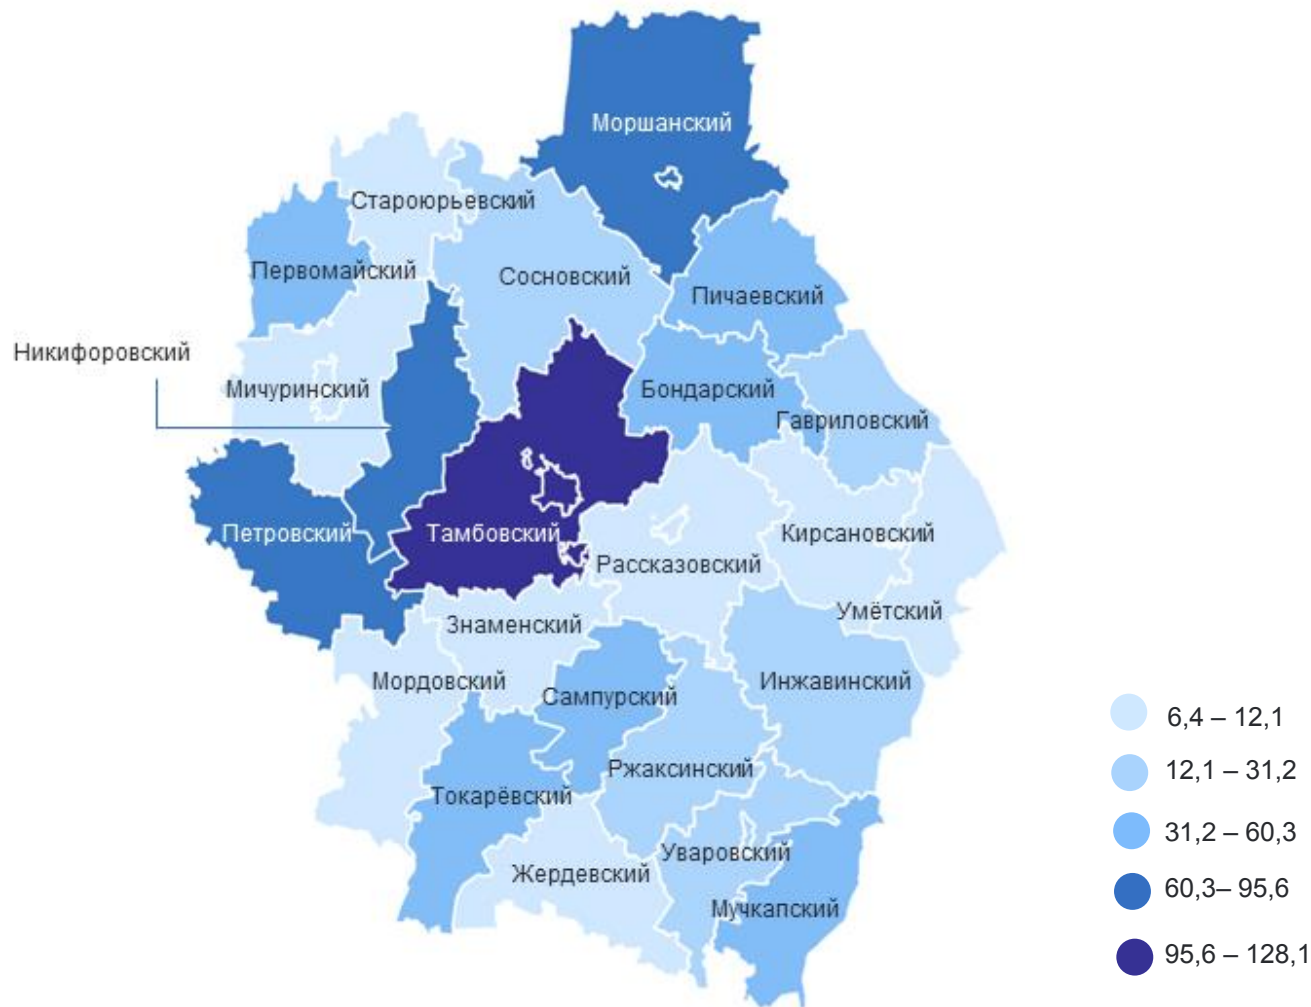 Моршанский
Староюрьевский
Первомайский
Сосновский
Пичаевский
Никифоровский
Мичуринский
Бондарский
Гавриловский
Петровский
Тамбовский
Кирсановский
Рассказовский
Умётский
Знаменский
Мордовский
Сампурский
Инжавинский
Ржаксинский
Токарёвский
Уваровский
Жердевский
Мучкапский
6,4 – 12,1
12,1 – 31,2
31,2 – 60,3
60,3– 95,6
95,6 – 128,1